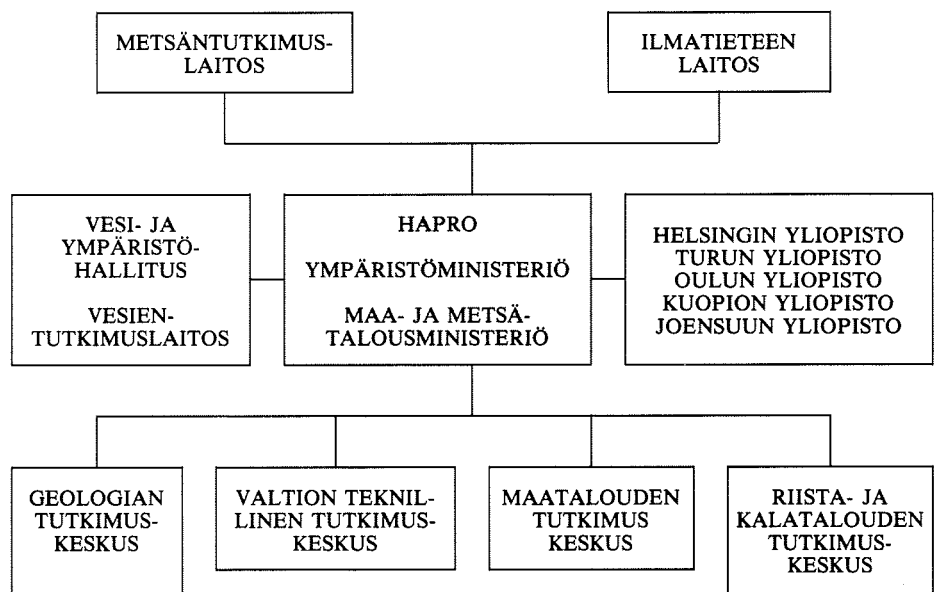 METSÄNTUTKIMUS-
LAITOS
ILMATIETEEN
LAITOS
VESI- JA
YMPÄRISTÖ-
HALLITUS
VESIEN-
TUTKIMUSLAITOS
HAPRO
YMPÄRISTÖMINISTERIÖ
MAA- JA METSÄ-
TALOUSMINISTERIÖ
HELSINGIN YLIOPISTO
TURUN YLIOPISTO
OULUN YLIOPISTO
KUOPION YLIOPISTO
JOENSUUN YLIOPISTO
GEOLOGIAN
TUTKIMUS-
KESKUS
VALTION TEKNIL-
LINEN TUTKIMUS-
KESKUS
MAATALOUDEN
TUTKIMUS
KESKUS
RIISTA- JA
KALATALOUDEN
TUTKIMUS-
KESKUS